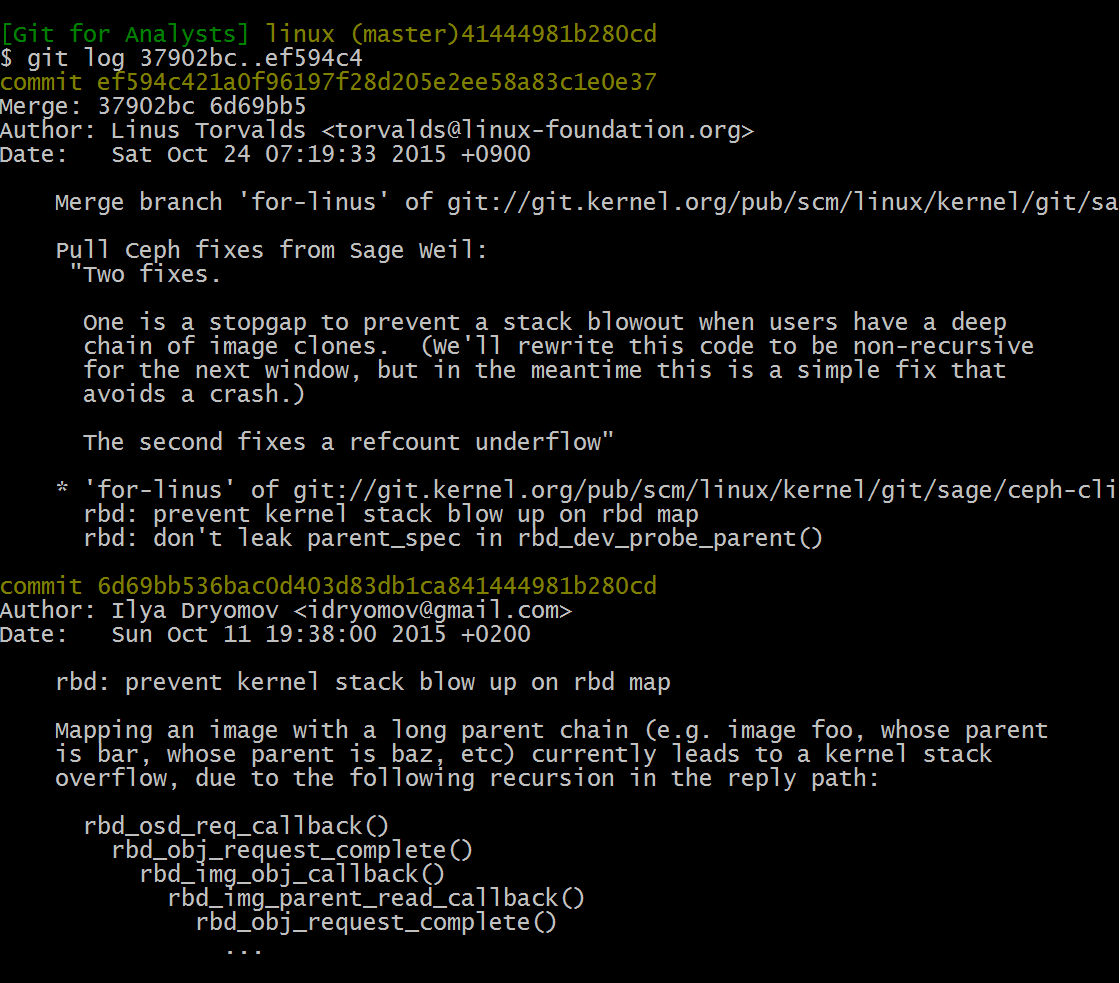 [Git for Analysts] linux (master)41444981b280cd
$ git log 37902bc..ef594c4
commit ef594c421a0f96197f28d205e2ee58a83c1e0e37
Merge: 37902bc 6d69bb5
Author: Linus Torvalds <torvalds@linux-foundation.org>
Date:   Sat Oct 24 07:19:33 2015 +0900

    Merge branch 'for-linus' of git://git.kernel.org/pub/scm/linux/kernel/git/sa

    Pull Ceph fixes from Sage Weil:
     "Two fixes.

      One is a stopgap to prevent a stack blowout when users have a deep
      chain of image clones.  (We'll rewrite this code to be non-recursive
      for the next window, but in the meantime this is a simple fix that
      avoids a crash.)

      The second fixes a refcount underflow"

    * 'for-linus' of git://git.kernel.org/pub/scm/linux/kernel/git/sage/ceph-cli
      rbd: prevent kernel stack blow up on rbd map
      rbd: don't leak parent_spec in rbd_dev_probe_parent()

commit 6d69bb536bac0d403d83db1ca841444981b280cd
Author: Ilya Dryomov <idryomov@gmail.com>
Date:   Sun Oct 11 19:38:00 2015 +0200

    rbd: prevent kernel stack blow up on rbd map

    Mapping an image with a long parent chain (e.g. image foo, whose parent
    is bar, whose parent is baz, etc) currently leads to a kernel stack
    overflow, due to the following recursion in the reply path:

      rbd_osd_req_callback()
        rbd_obj_request_complete()
          rbd_img_obj_callback()
            rbd_img_parent_read_callback()
              rbd_obj_request_complete()
                ...